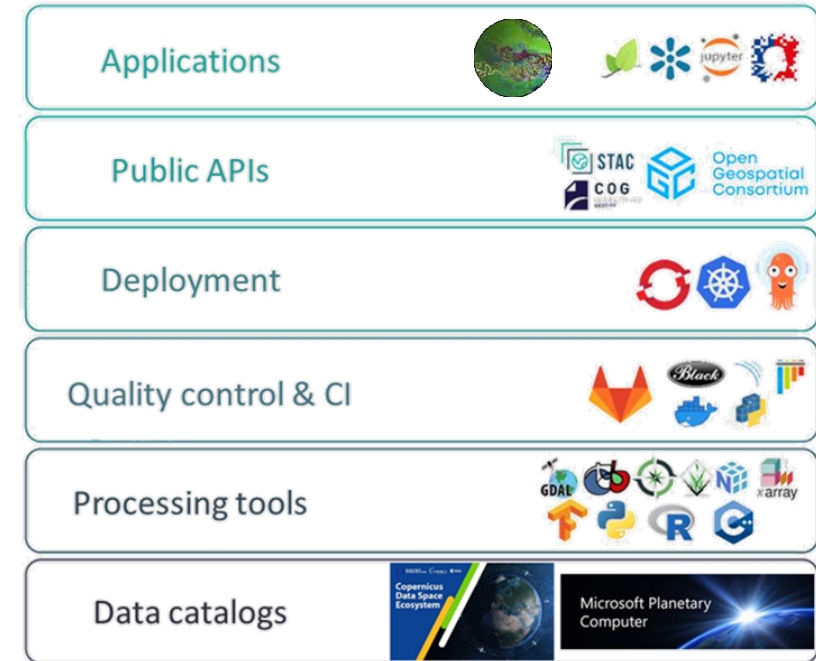 Applications
jupyter
Public APIs
STAC
COG
Open
Geospatial
Consortium
Deployment
Quality control & CI
Black
Processing tools
GDAL
N
xarray
R
C++
Data catalogs
Copernicus
Data Space
Ecosystem
Microsoft Planetary
Computer